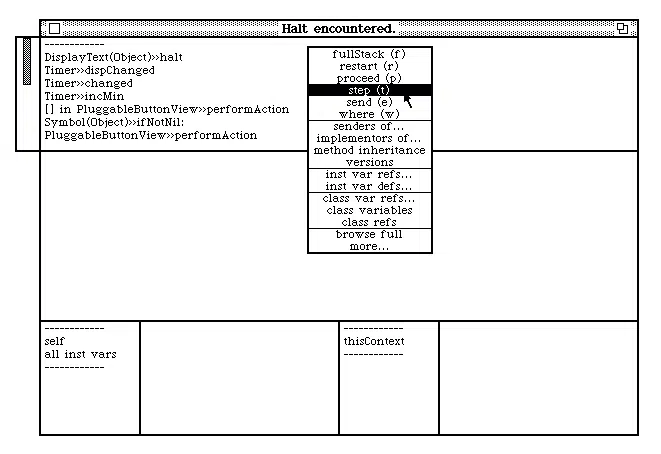 Halt encountered.
------------
DisplayText(Object)>>halt
Timer>>dispChanged
Timer>>changed
Timer>>incMin
[] in PluggableButtonView>>performAction
Symbol(Object)>>ifNotNil:
PluggableButtonView>>performAction
fullStack (f)
restart (r)
proceed (p)
step (t)
send (e)
where (w)
senders of...
implementors of...
method inheritance
versions
inst var refs...
inst var defs...
class var refs...
class variables
class refs
browse full
more...
------------
self
all inst vars
------------
------------
thisContext
------------